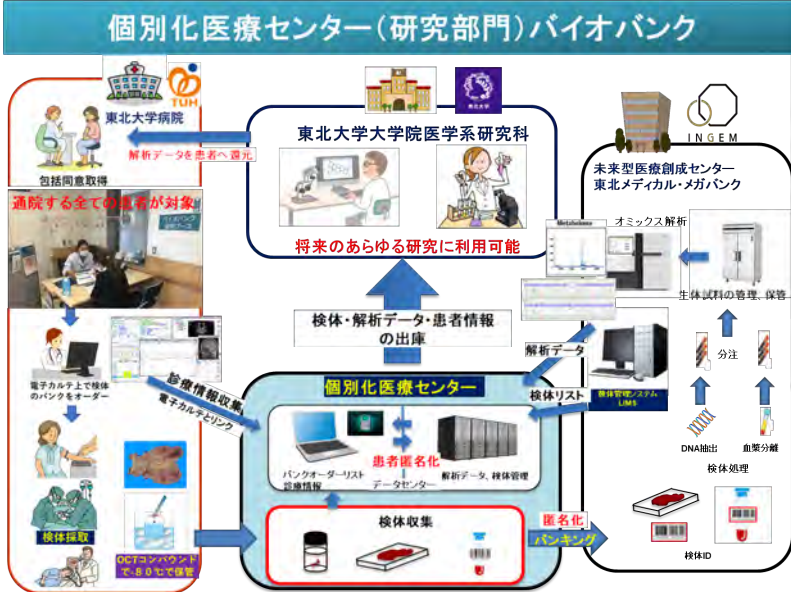 個別化医療センター(研究部門)バイオバンク
TUH
東北大学病院
解析データを患者へ還元
包括同意取得
通院する全ての患者が対象
バイオバンク
電子カルテ上で検体
のバンクをオーダー
診療情報収集
電子カルテとリンク
検体採取
OCTコンパウンド
で-80℃で保管
東北大学
東北大学大学院医学系研究科
将来のあらゆる研究に利用可能
検体・解析データ・患者情報
の出庫
個別化医療センター
患者匿名化
バンクオーダーリスト
診療情報
データセンター
解析データ、検体管理
検体収集
匿名化
バンキング
INGEM
未来型医療創成センター
東北メディカル・メガバンク
Metabolome
オミックス解析
生体試料の管理、保管
解析データ
検体リスト
検体管理システム
LIMS
分注
DNA抽出
血漿分離
検体処理
検体ID